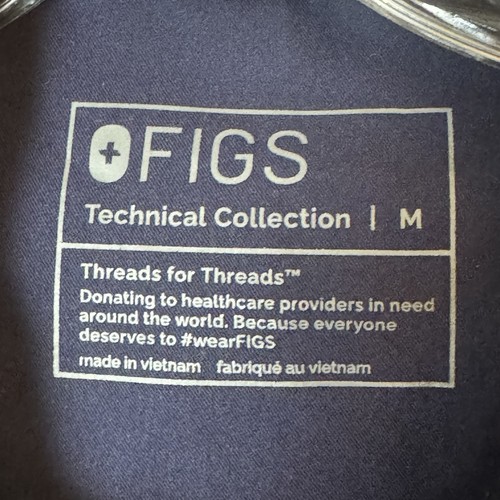 FIGS
Technical Collection | M
Threads for Threads™
Donating to healthcare providers in need
around the world. Because everyone
deserves to #wearFIGS
made in vietnam fabriqué au vietnam